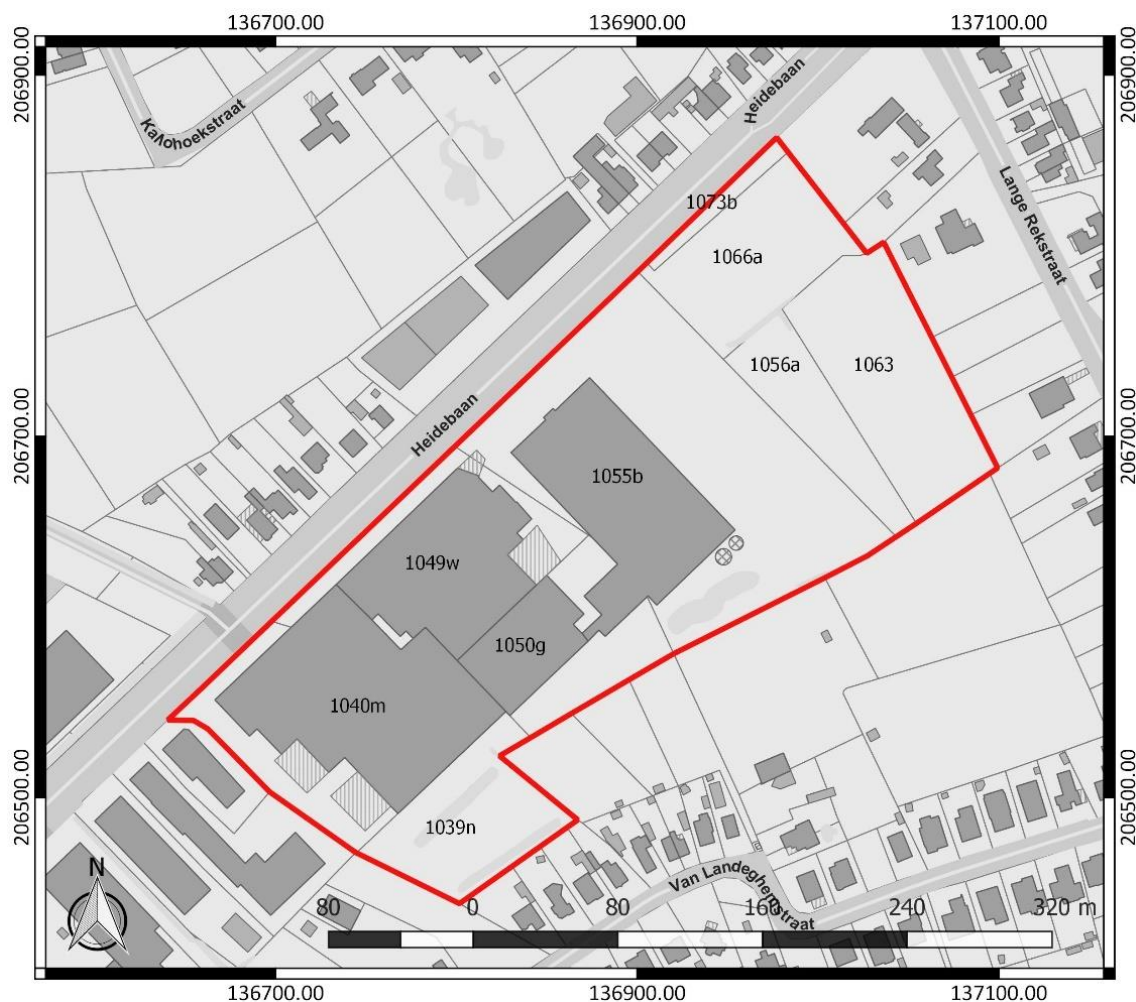 136700.00 136900.00 137100.00
206900.00 206900.00
Heidebaan
Kalvohoekstraat
Lange Rekstraat
1073b
1066a
1056a 1063
206700.00 206700.00
Heidebaan
1055b
1049w
1050g
1040m
206500.00 206500.00
1039n
Van Landeghemstraat
N
80 0 80 160 240 320 m
136700.00 136900.00 137100.00